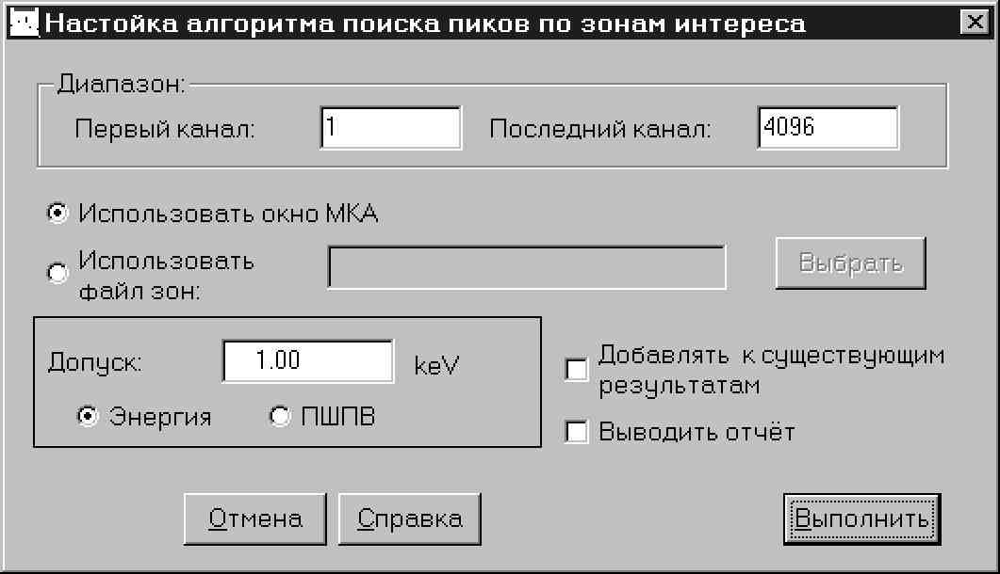 Настойка алгоритма поиска пиков по зонам интереса
Диапазон:
Первый канал: 1 Последний канал: 4096
Использовать окно МКА
Использовать
файл зон:
Выбрать
Допуск: 1.00 keV
Энергия ПШПВ
Добавлять к существующим
результатам
Выводить отчёт
Отмена Справка Выполнить